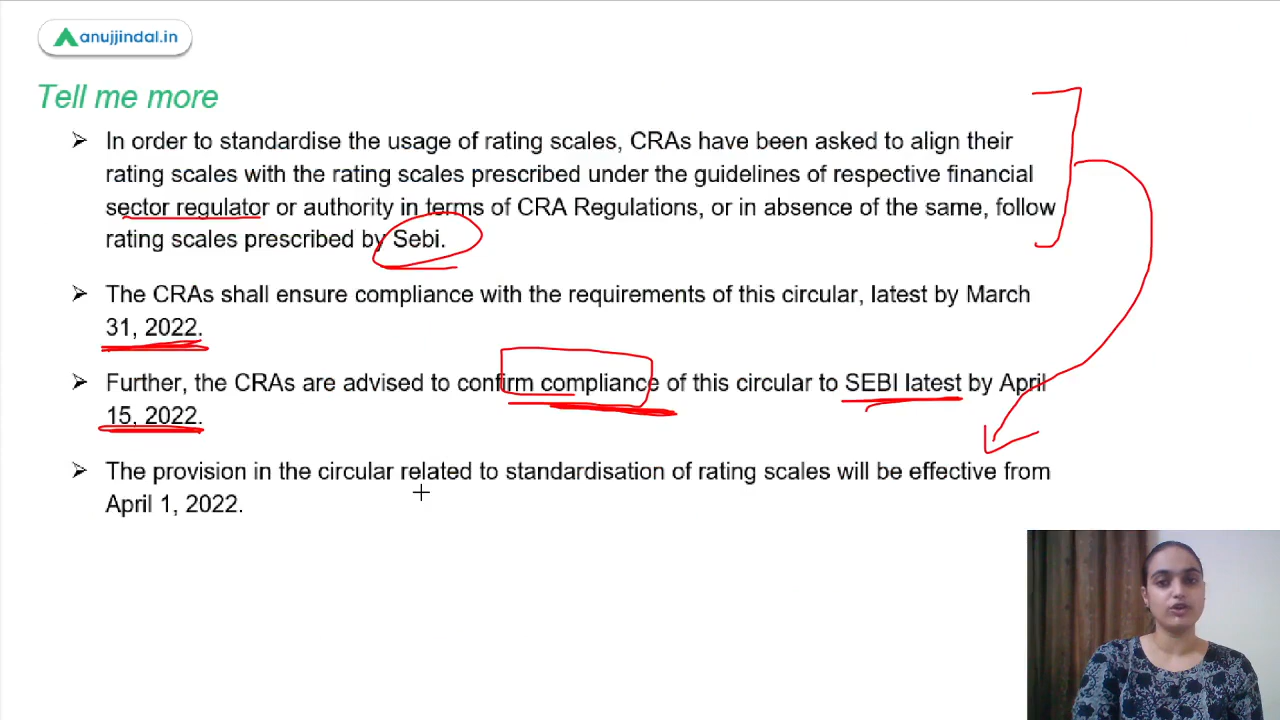 anujjindal.in
Tell me more
In order to standardise the usage of rating scales, CRAs have been asked to align their
rating scales with the rating scales prescribed under the guidelines of respective financial
sector regulator or authority in terms of CRA Regulations, or in absence of the same, follow
rating scales prescribed by Sebi.
The CRAs shall ensure compliance with the requirements of this circular, latest by March
31, 2022.
Further, the CRAs are advised to confirm compliance of this circular to SEBI latest by April
15, 2022.
The provision in the circular related to standardisation of rating scales will be effective from
April 1, 2022.